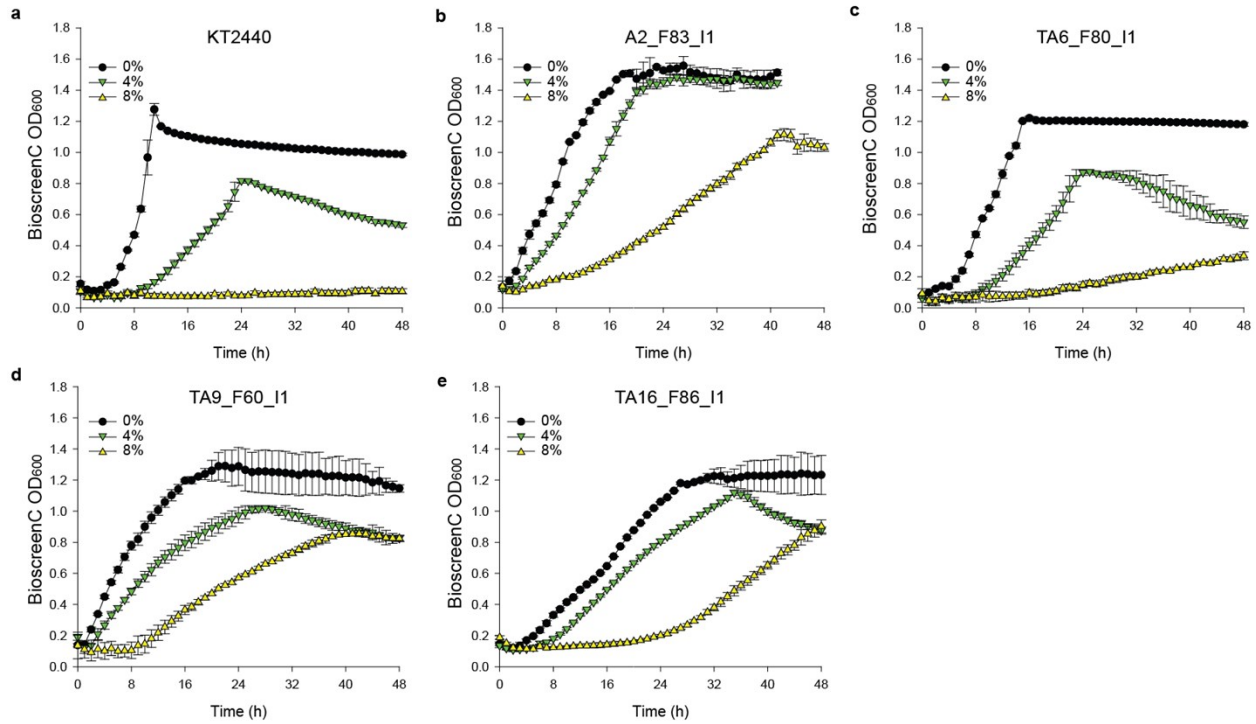 a
KT2440
0%
4%
8%
BioscreenC OD600
1.8
1.6
1.4
1.2
1.0
0.8
0.6
0.4
0.2
0.0
0 8 16 24 32 40 48
Time (h)
b
A2_F83_I1
0%
4%
8%
BioscreenC OD600
1.8
1.6
1.4
1.2
1.0
0.8
0.6
0.4
0.2
0.0
0 8 16 24 32 40 48
Time (h)
c
TA6_F80_I1
0%
4%
8%
BioscreenC OD600
1.8
1.6
1.4
1.2
1.0
0.8
0.6
0.4
0.2
0.0
0 8 16 24 32 40 48
Time (h)
d
TA9_F60_I1
0%
4%
8%
BioscreenC OD600
1.8
1.6
1.4
1.2
1.0
0.8
0.6
0.4
0.2
0.0
0 8 16 24 32 40 48
Time (h)
e
TA16_F86_I1
0%
4%
8%
BioscreenC OD600
1.8
1.6
1.4
1.2
1.0
0.8
0.6
0.4
0.2
0.0
0 8 16 24 32 40 48
Time (h)